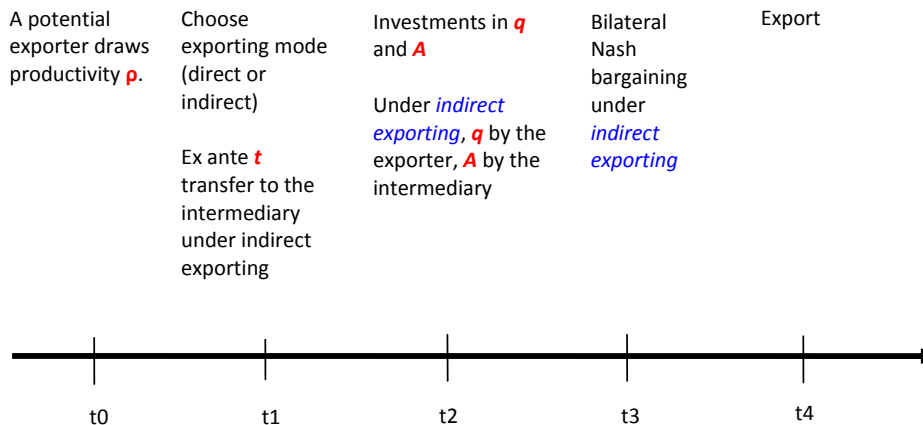 A potential
exporter draws
productivity ρ.
Choose
exporting mode
(direct or
indirect)
Ex ante t
transfer to the
intermediary
under indirect
exporting
Investments in q
and A
Under indirect
exporting, q by the
exporter, A by the
intermediary
Bilateral
Nash
bargaining
under
indirect
exporting
Export
t0
t1
t2
t3
t4